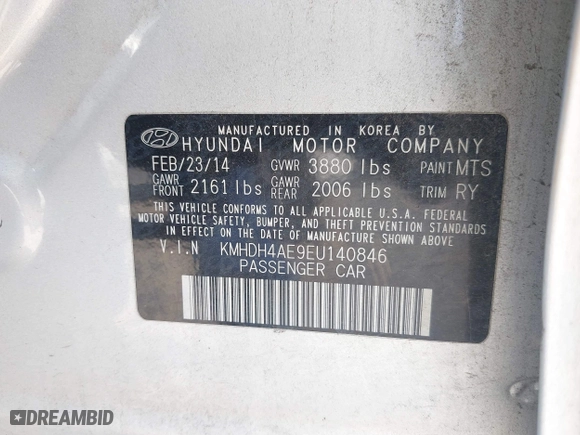 MANUFACTURED IN KOREA BY
HYUNDAI MOTOR COMPANY
FEB/23/14 GVWR 3880 lbs PAINT MTS
GAWR FRONT 2161 lbs GAWR REAR 2006 lbs TRIM RY
THIS VEHICLE CONFORMS TO ALL APPLICABLE U.S.A. FEDERAL
MOTOR VEHICLE SAFETY, BUMPER, AND THEFT PREVENTION STANDARDS
IN EFFECT ON THE DATE OF MANUFACTURE SHOWN ABOVE.
V.I.N KMHDH4AE9EU140846
PASSENGER CAR
DREAMBID